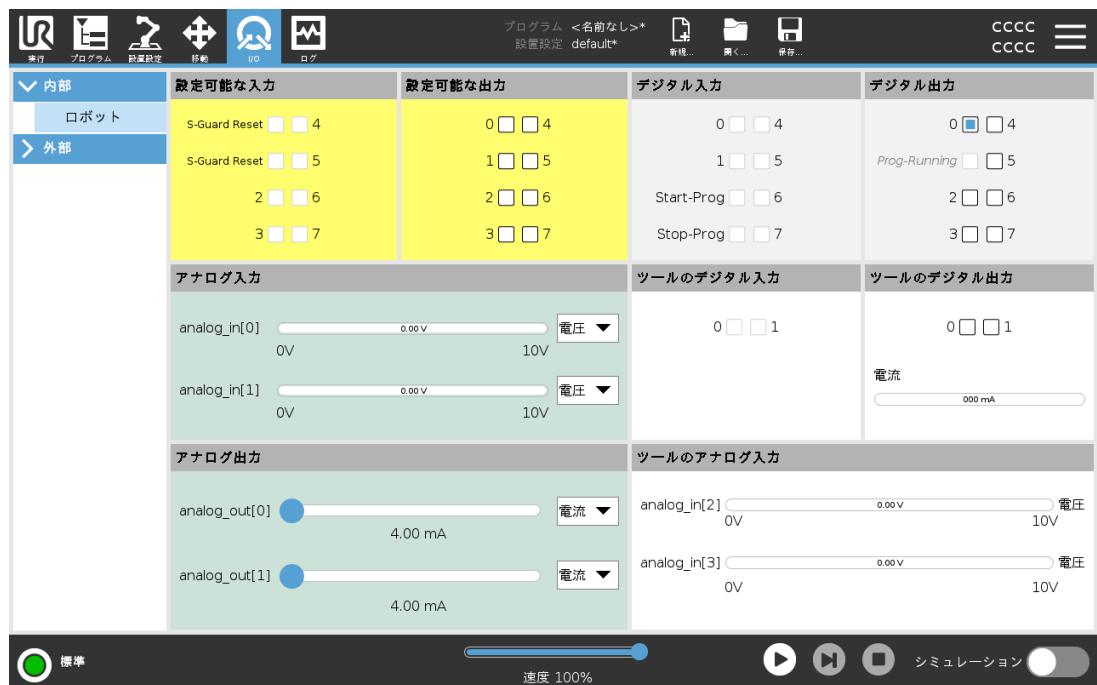 プログラム <名前なし>*
設置設定 default*
CCCC
CCCC
実行 プログラム 設置設定 移動 I/O ログ
新規... 開く... 保存...
内部
ロボット
外部
設定可能な入力
S-Guard Reset 4
S-Guard Reset 5
2 6
3 7
設定可能な出力
0 4
1 5
2 6
3 7
デジタル入力
0 4
1 5
Start-Prog 6
Stop-Prog 7
デジタル出力
0 4
Prog-Running 5
2 6
3 7
アナログ入力
analog_in[0] 0.00 V 電圧
0V 10V
analog_in[1] 0.00 V 電圧
0V 10V
ツールのデジタル入力
0 1
ツールのデジタル出力
0 1
電流
000 mA
アナログ出力
analog_out[0] 電流
4.00 mA
analog_out[1] 電流
4.00 mA
ツールのアナログ入力
analog_in[2] 0.00 V 電圧
0V 10V
analog_in[3] 0.00 V 電圧
0V 10V
標準
速度 100%
シミュレーション